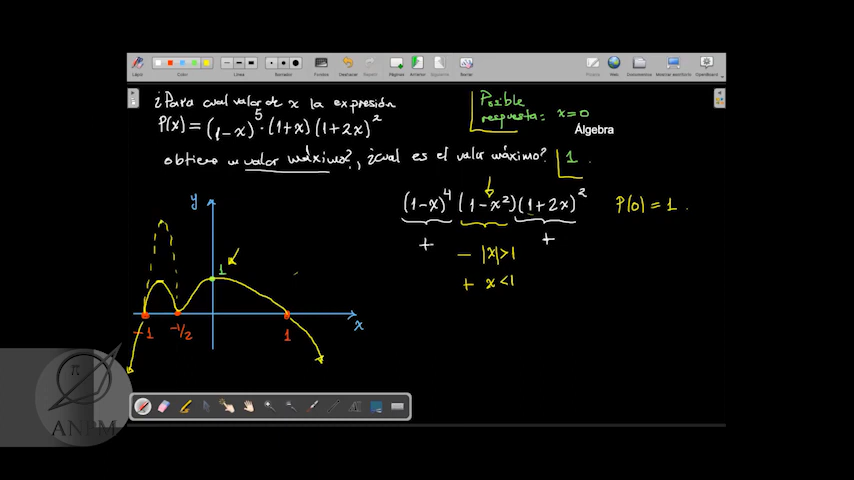 ¿Para cual valor de x la expresión
P(x) = (1-x)^5 · (1+x) (1+2x)^2
obtiene un valor máximo?, ¿cual es el valor máximo?
Posible
respuesta: x=0
Álgebra
1 .
(1-x)^4 (1-x^2)(1+2x)^2
P(0) = 1 .
+
+
- |x|>1
+ x<1
y
1
-1
-1/2
1
x
π
ANPM